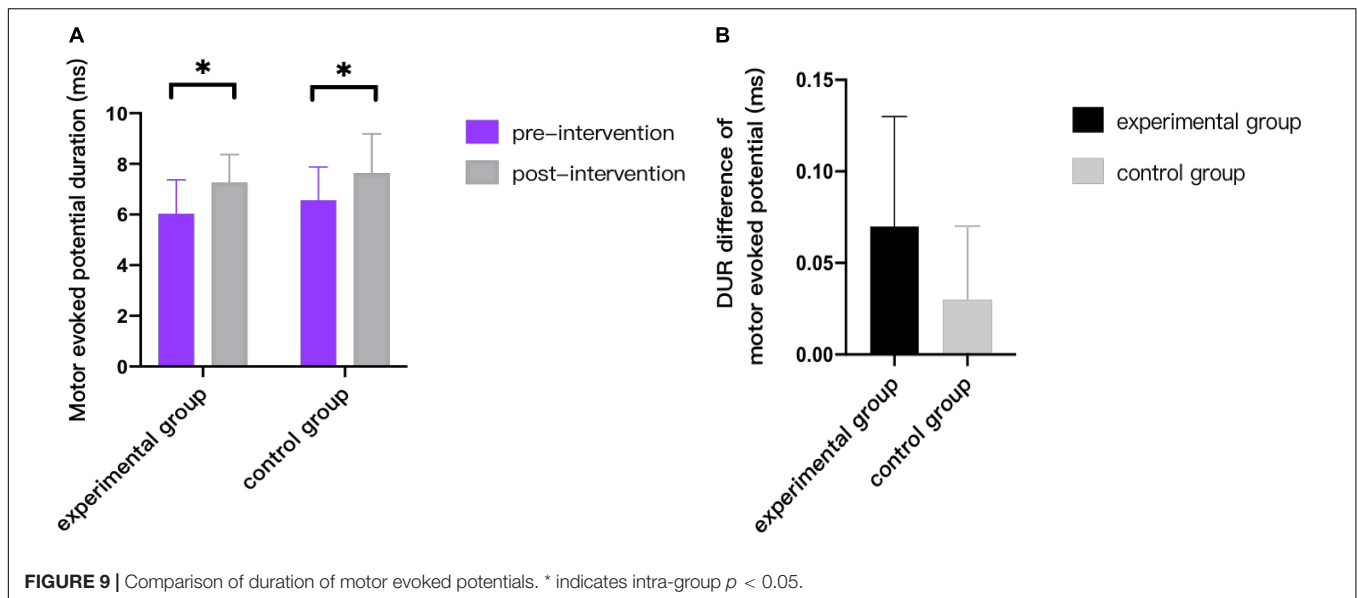 A
Motor evoked potential duration (ms)
* *
10
8
6
4
2
0
experimental group
control group
pre–intervention
post–intervention
B
DUR difference of
motor evoked potential (ms)
0.15
0.10
0.05
0.00
experimental group
control group
experimental group
control group
FIGURE 9 | Comparison of duration of motor evoked potentials. * indicates intra-group p < 0.05.